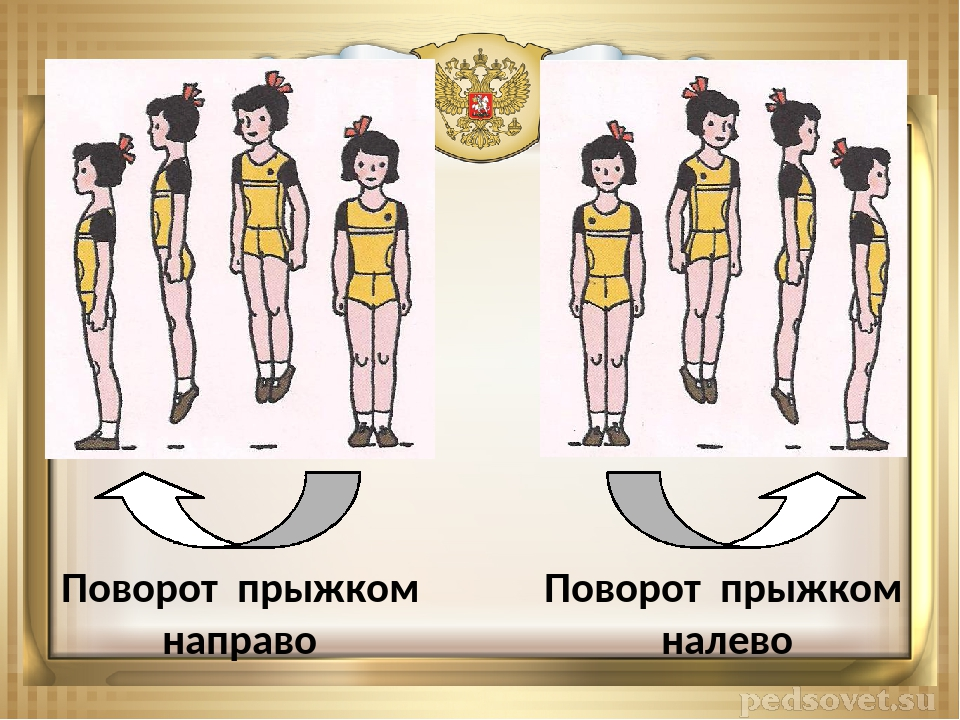 Поворот прыжком
направо
Поворот прыжком
налево
pedsovet.su